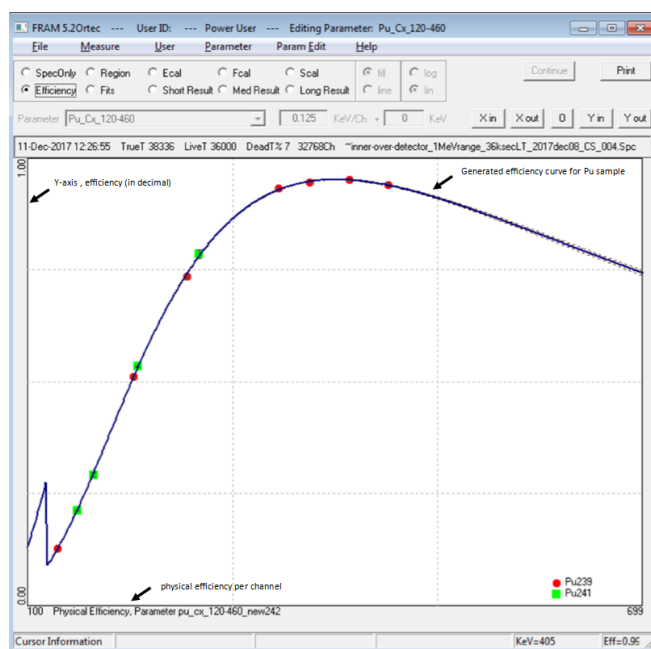 FRAM 5.2Ortec --- User ID: --- Power User --- Editing Parameter: Pu_Cx_120-460
File Measure User Parameter Param Edit Help
SpecOnly Region Ecal Fcal Scal fill log Continue Print
Efficiency Fits Short Result Med Result Long Result line lin
Parameter Pu_Cx_120-460 0.125 KeV/Ch + 0 KeV X in X out 0 Y in Y out
11-Dec-2017 12:26:55 TrueT 38336 LiveT 36000 DeadT% 7 32768Ch ~inner-over-detector_1MeVrange_36ksecLT_2017dec08_CS_004.Spc
1.00
Y-axis , efficiency (in decimal)
Generated efficiency curve for Pu sample
physical efficiency per channel
Pu239
Pu241
0.00
100 Physical Efficiency, Parameter pu_cx_120-460_new242 699
Cursor Information KeV=405 Eff=0.99